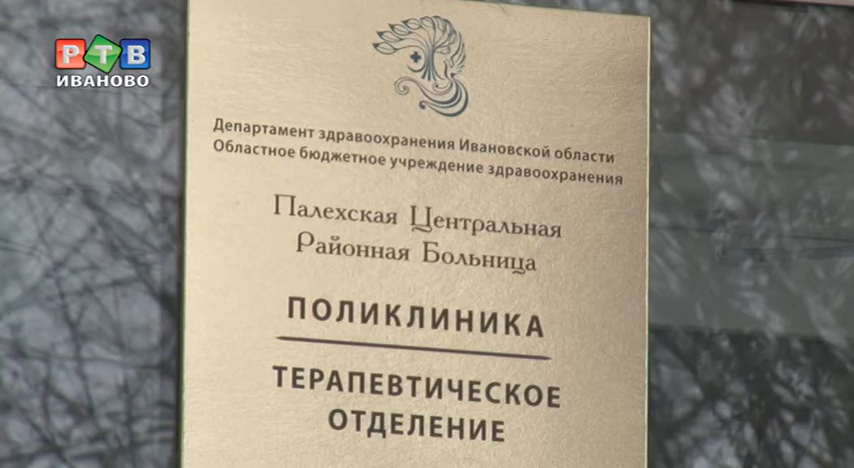 РТВ
ИВАНОВО
Департамент здравоохранения Ивановской области
Областное бюджетное учреждение здравоохранения
Палехская Центральная
Районная Больница
ПОЛИКЛИНИКА
ТЕРАПЕВТИЧЕСКОЕ
ОТДЕЛЕНИЕ